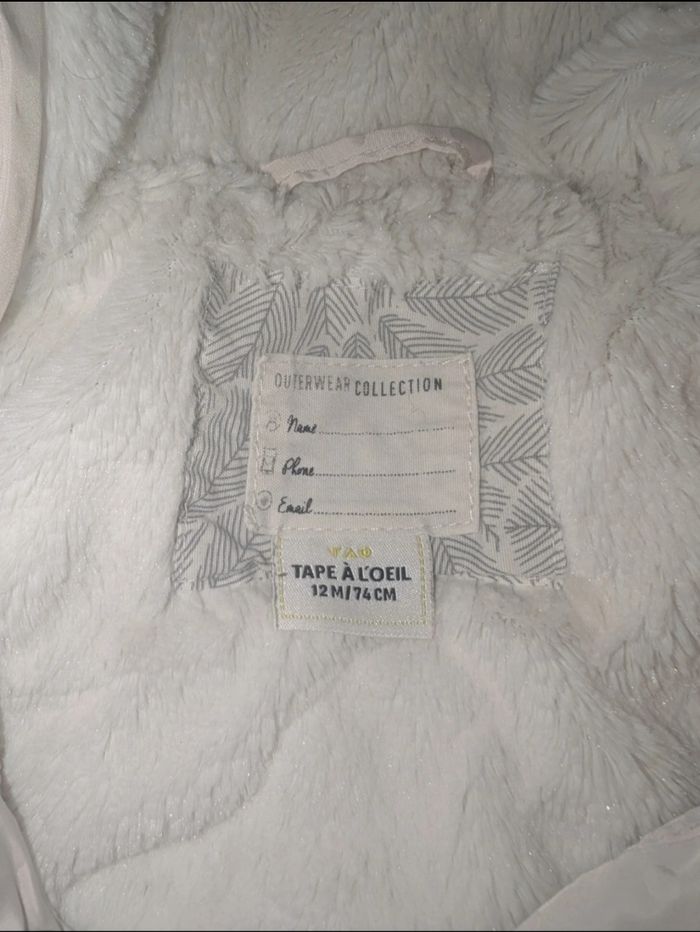 OUTERWEAR COLLECTION
Name
Phone
Email
TAO
TAPE À L'OEIL
12M/74CM